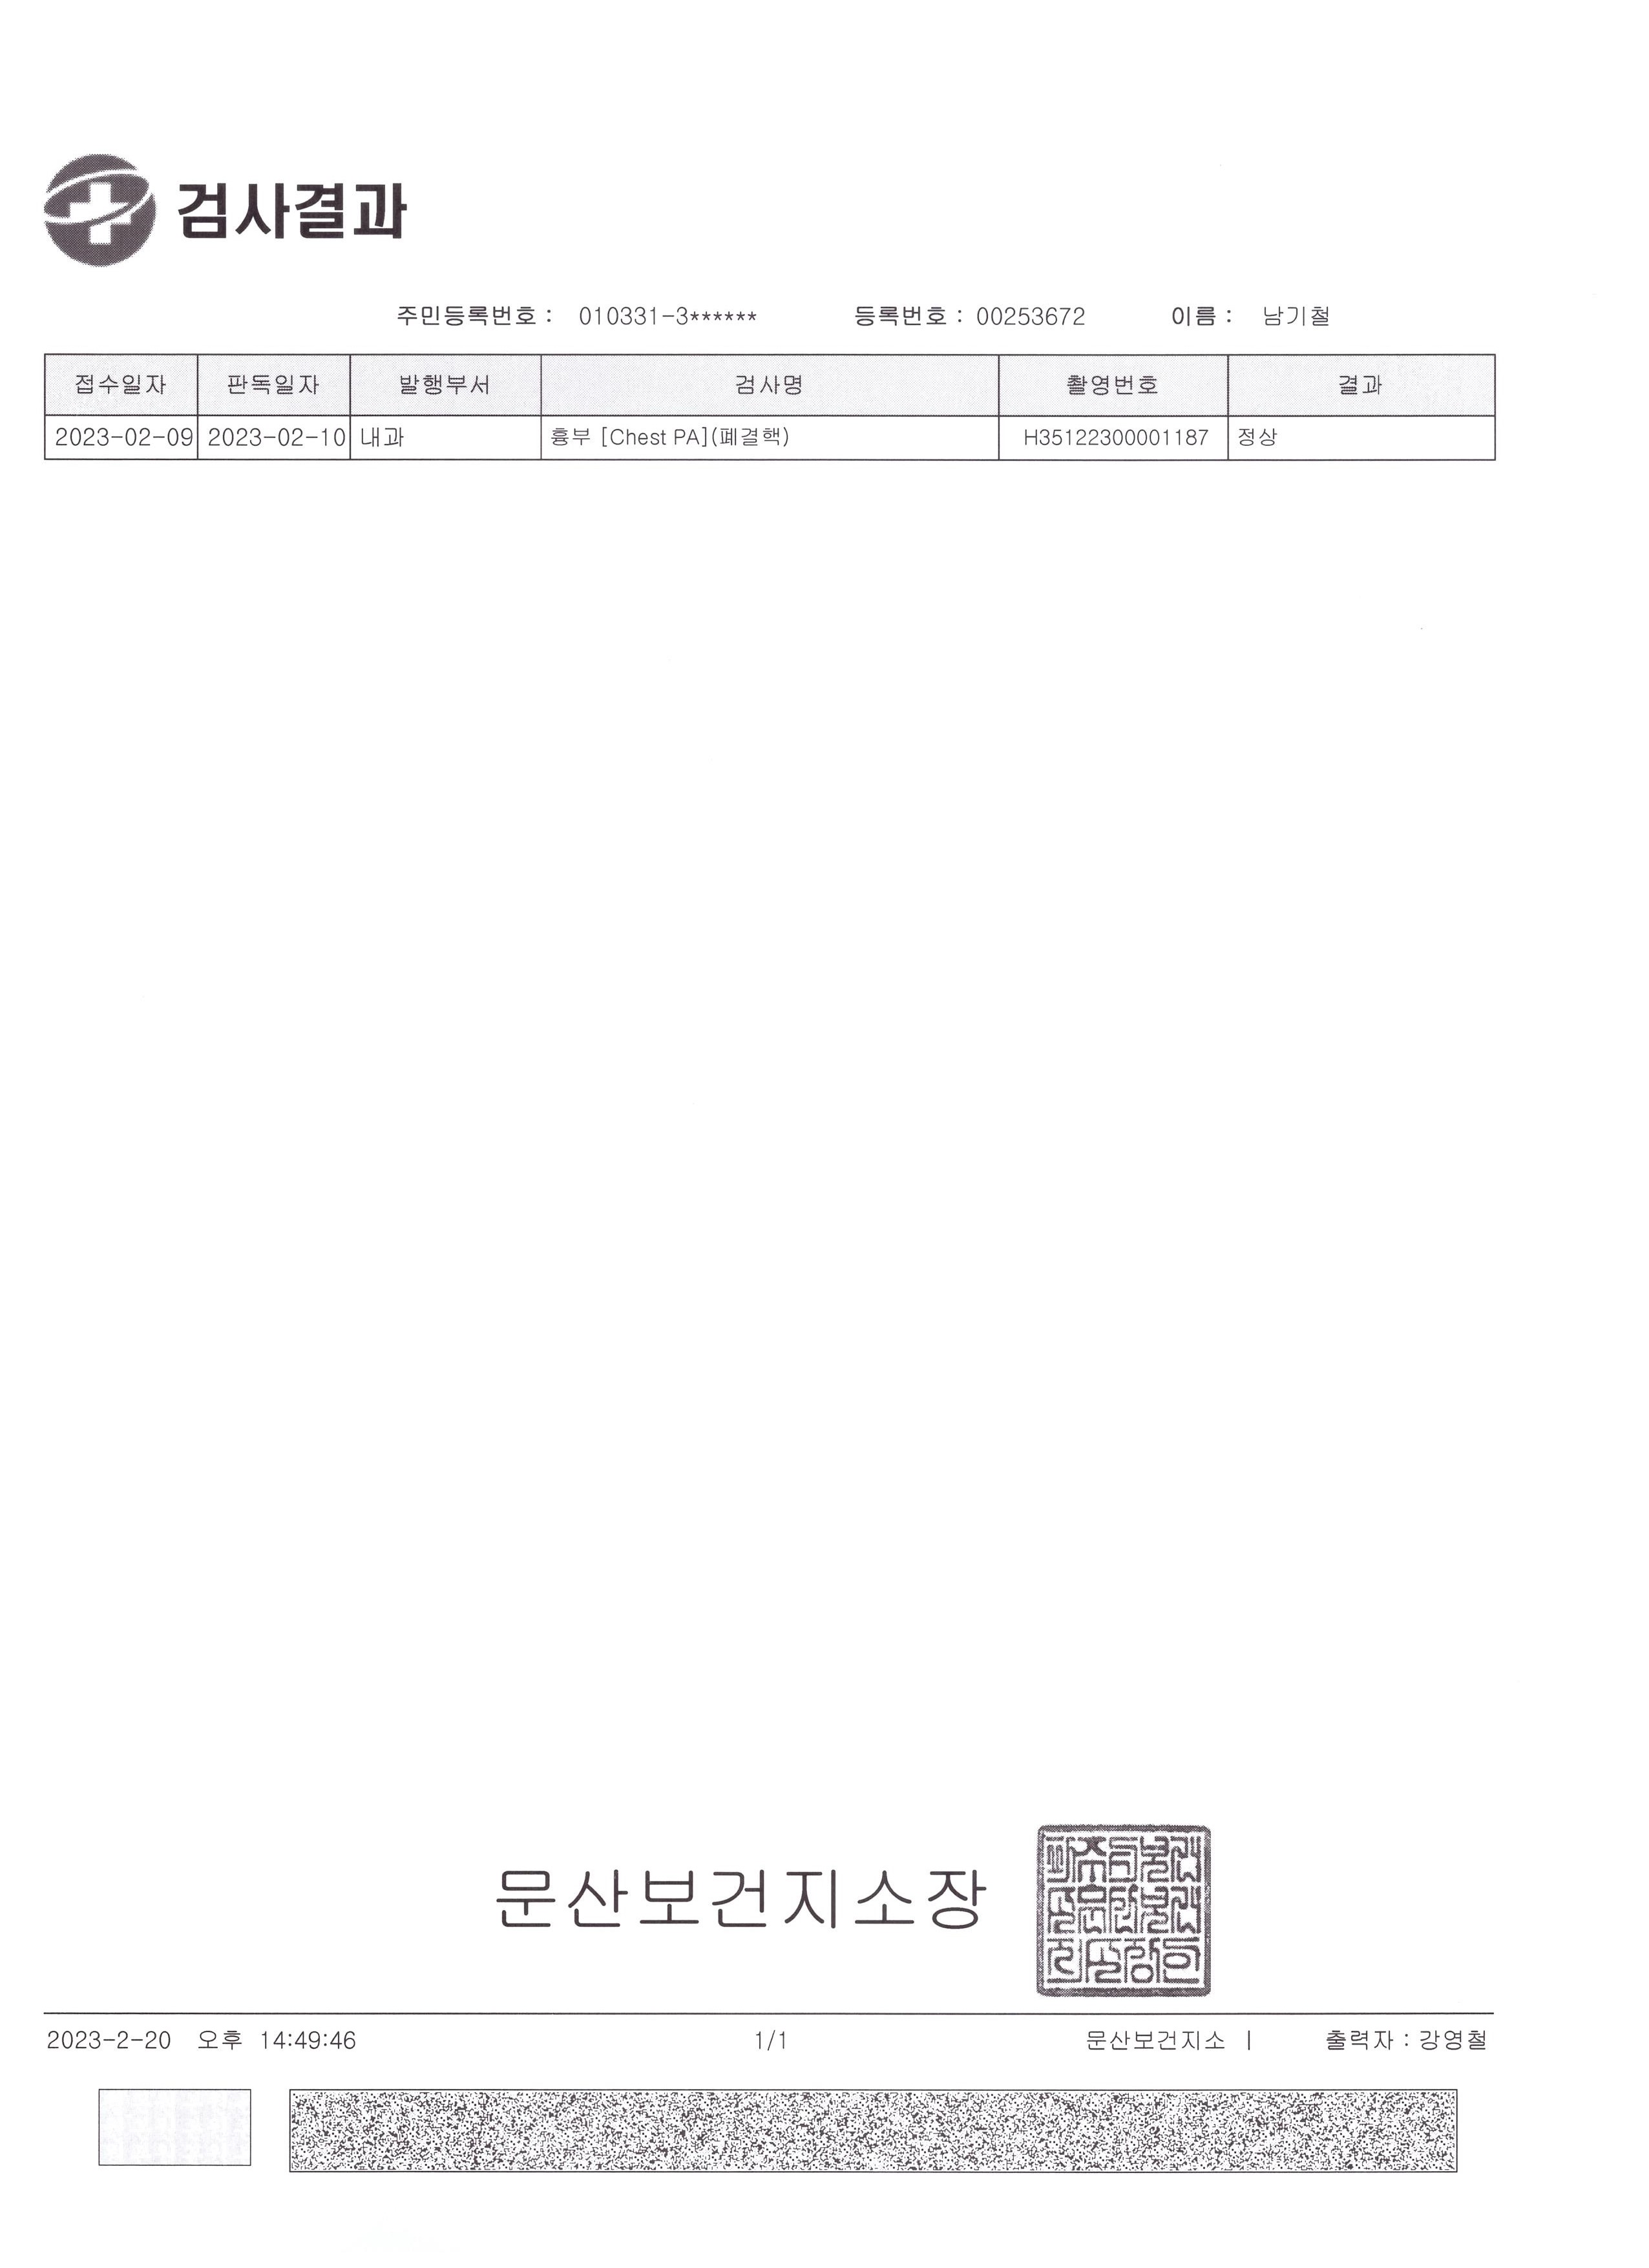 검사결과
주민등록번호 : 010331-3****** 등록번호 : 00253672 이름 : 남기철
접수일자 판독일자 발행부서 검사명 촬영번호 결과
2023-02-09 2023-02-10 내과 흉부 [Chest PA](폐결핵) H35122300001187 정상
문산보건지소장
2023-2-20 오후 14:49:46 1/1 문산보건지소 | 출력자 : 강영철